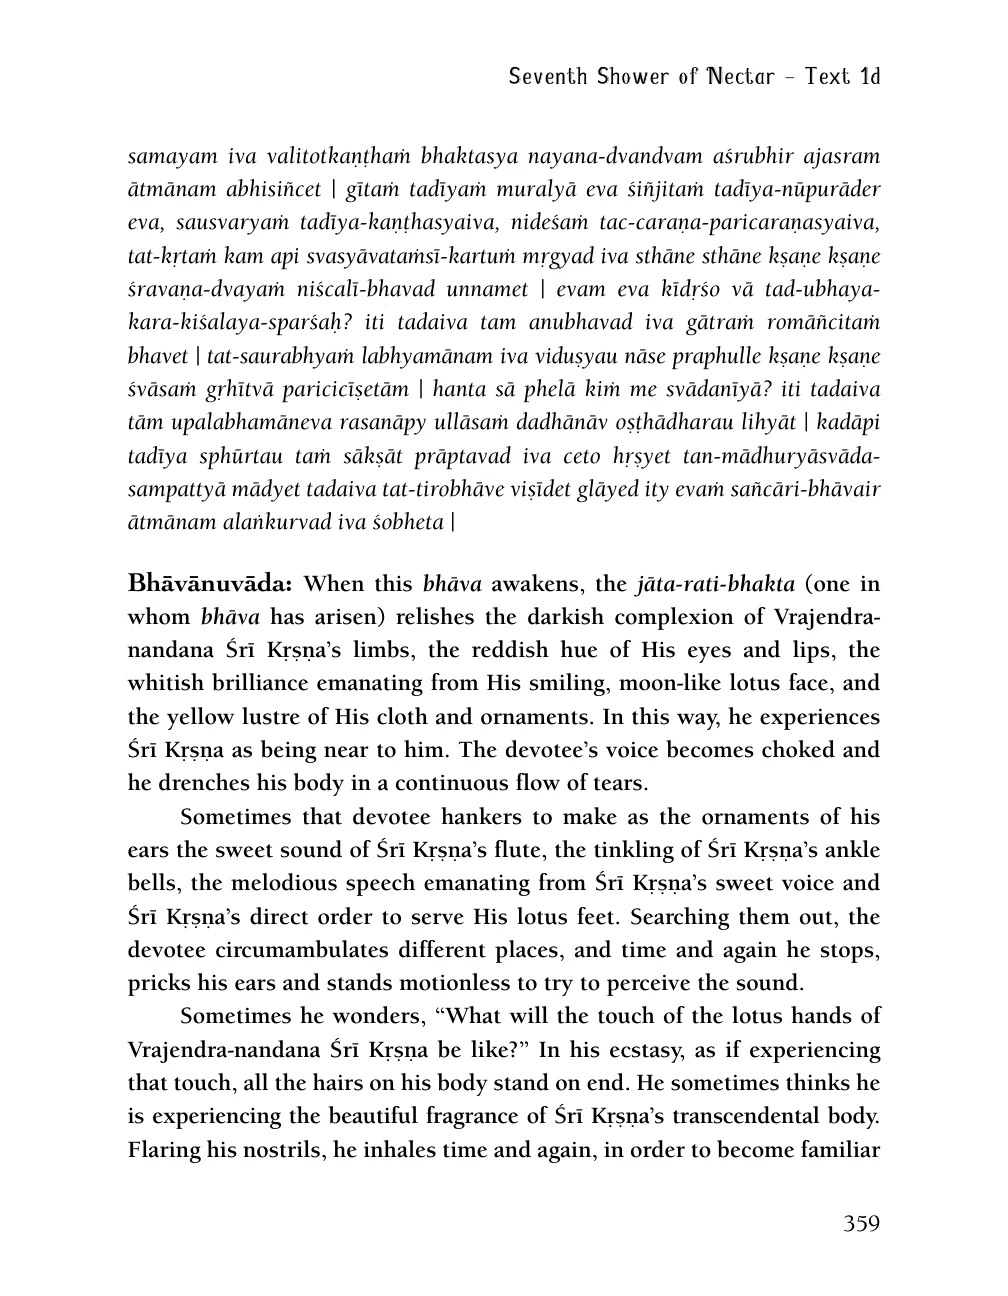 Seventh Shower of Nectar – Text 1d
samayam iva valitotkaṇṭhaṁ bhaktasya nayana-dvandvam aśrubhir ajasram
ātmānam abhisiñcet | gītaṁ tadīyaṁ muralyā eva śiñjitaṁ tadīya-nūpurāder
eva, sausvaryaṁ tadīya-kaṇṭhasyaiva, nideśaṁ tac-caraṇa-paricaraṇasyaiva,
tat-kṛtaṁ kam api svasyāvataṁsī-kartuṁ mṛgyad iva sthāne sthāne kṣaṇe kṣaṇe
śravaṇa-dvayaṁ niścalī-bhavad unnamet | evam eva kīdṛśo vā tad-ubhaya-
kara-kiśalaya-sparśaḥ? iti tadaiva tam anubhavad iva gātraṁ romāñcitaṁ
bhavet | tat-saurabhyaṁ labhyamānam iva viduṣyau nāse praphulle kṣane kṣaṇe
śvāsaṁ gṛhītvā paricicīṣetām | hanta sā phelā kiṁ me svādanīyā? iti tadaiva
tām upalabhamāneva rasanāpy ullāsaṁ dadhānāv oṣṭhādharau lihyāt | kadāpi
tadīya sphūrtau taṁ sākṣāt prāptavad iva ceto hṛṣyet tan-mādhuryāsvāda-
sampattyā mādyet tadaiva tat-tirobhāve viṣīdet glāyed ity evaṁ sañcāri-bhāvair
ātmānam alaṅkurvad iva śobheta |
Bhāvānuvāda: When this bhāva awakens, the jāta-rati-bhakta (one in
whom bhāva has arisen) relishes the darkish complexion of Vrajendra-
nandana Śrī Kṛṣṇa’s limbs, the reddish hue of His eyes and lips, the
whitish brilliance emanating from His smiling, moon-like lotus face, and
the yellow lustre of His cloth and ornaments. In this way, he experiences
Śrī Kṛṣṇa as being near to him. The devotee’s voice becomes choked and
he drenches his body in a continuous flow of tears.
Sometimes that devotee hankers to make as the ornaments of his
ears the sweet sound of Śrī Kṛṣṇa’s flute, the tinkling of Śrī Kṛṣṇa’s ankle
bells, the melodious speech emanating from Śrī Kṛṣṇa’s sweet voice and
Śrī Kṛṣṇa’s direct order to serve His lotus feet. Searching them out, the
devotee circumambulates different places, and time and again he stops,
pricks his ears and stands motionless to try to perceive the sound.
Sometimes he wonders, “What will the touch of the lotus hands of
Vrajendra-nandana Śrī Kṛṣṇa be like?” In his ecstasy, as if experiencing
that touch, all the hairs on his body stand on end. He sometimes thinks he
is experiencing the beautiful fragrance of Śrī Kṛṣṇa’s transcendental body.
Flaring his nostrils, he inhales time and again, in order to become familiar
359